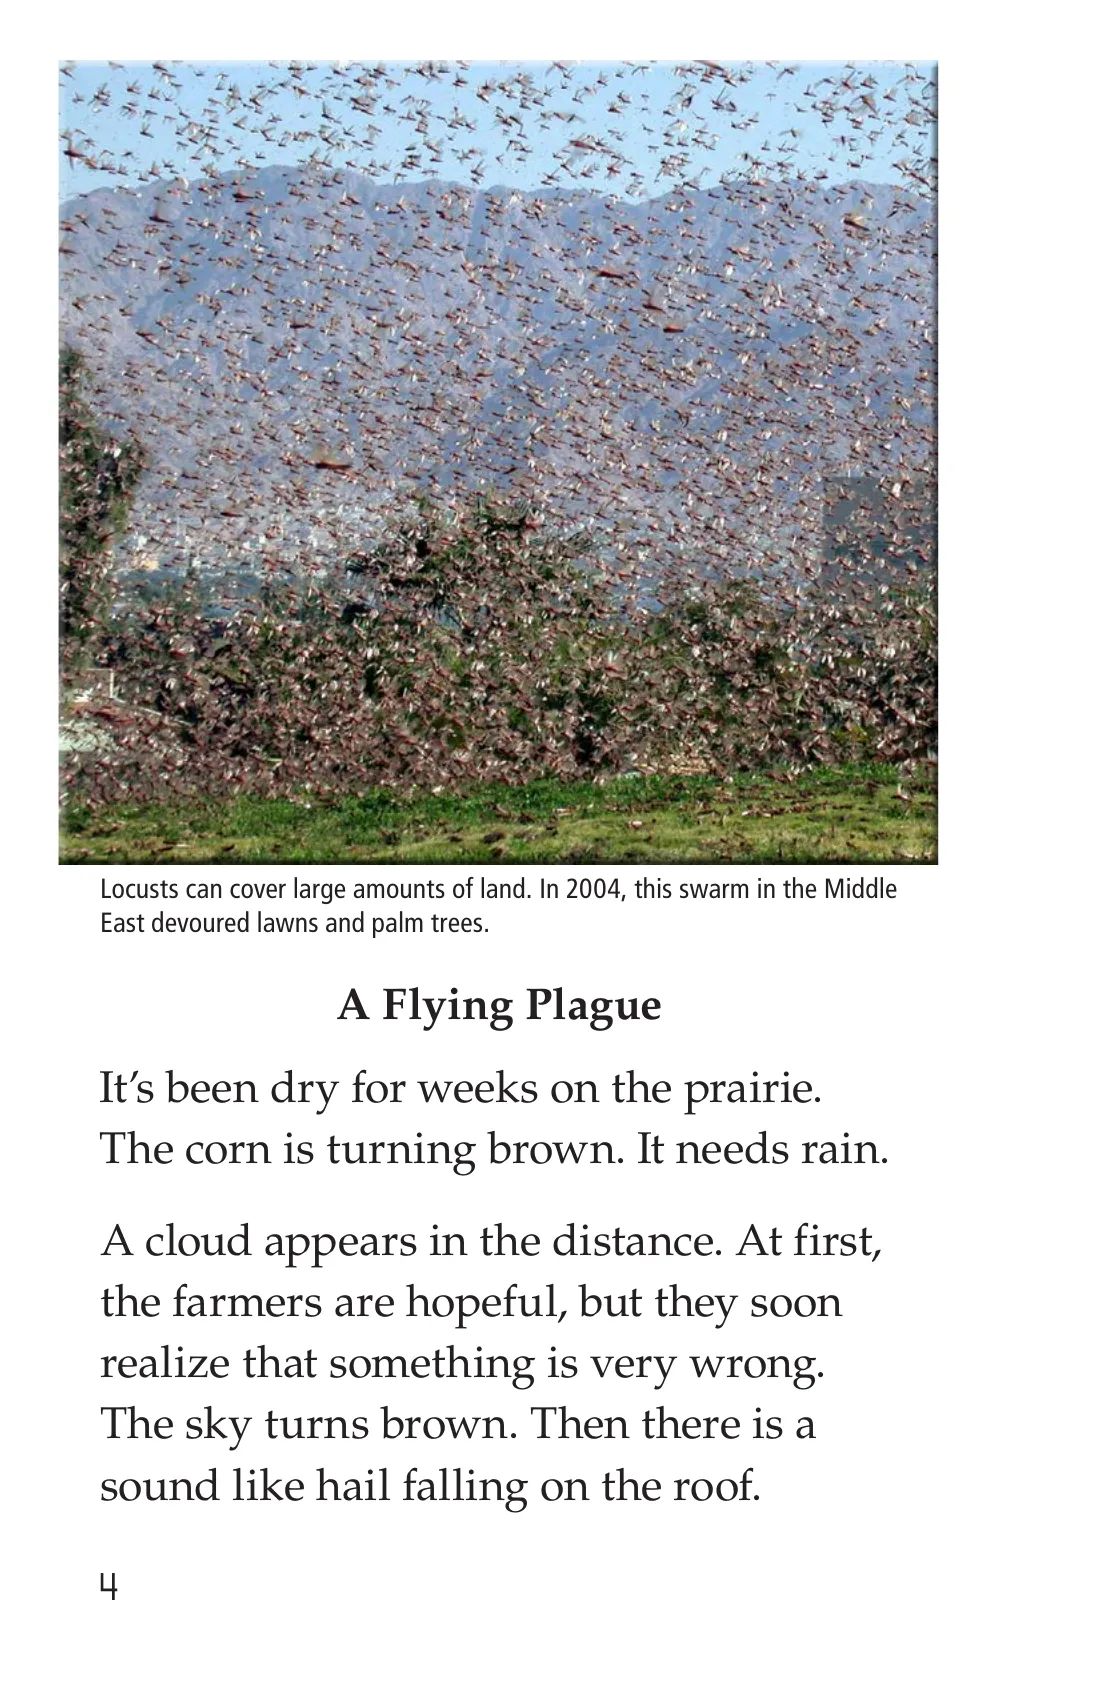 Locusts can cover large amounts of land. In 2004, this swarm in the Middle
East devoured lawns and palm trees.
A Flying Plague
It’s been dry for weeks on the prairie.
The corn is turning brown. It needs rain.
A cloud appears in the distance. At first,
the farmers are hopeful, but they soon
realize that something is very wrong.
The sky turns brown. Then there is a
sound like hail falling on the roof.
4